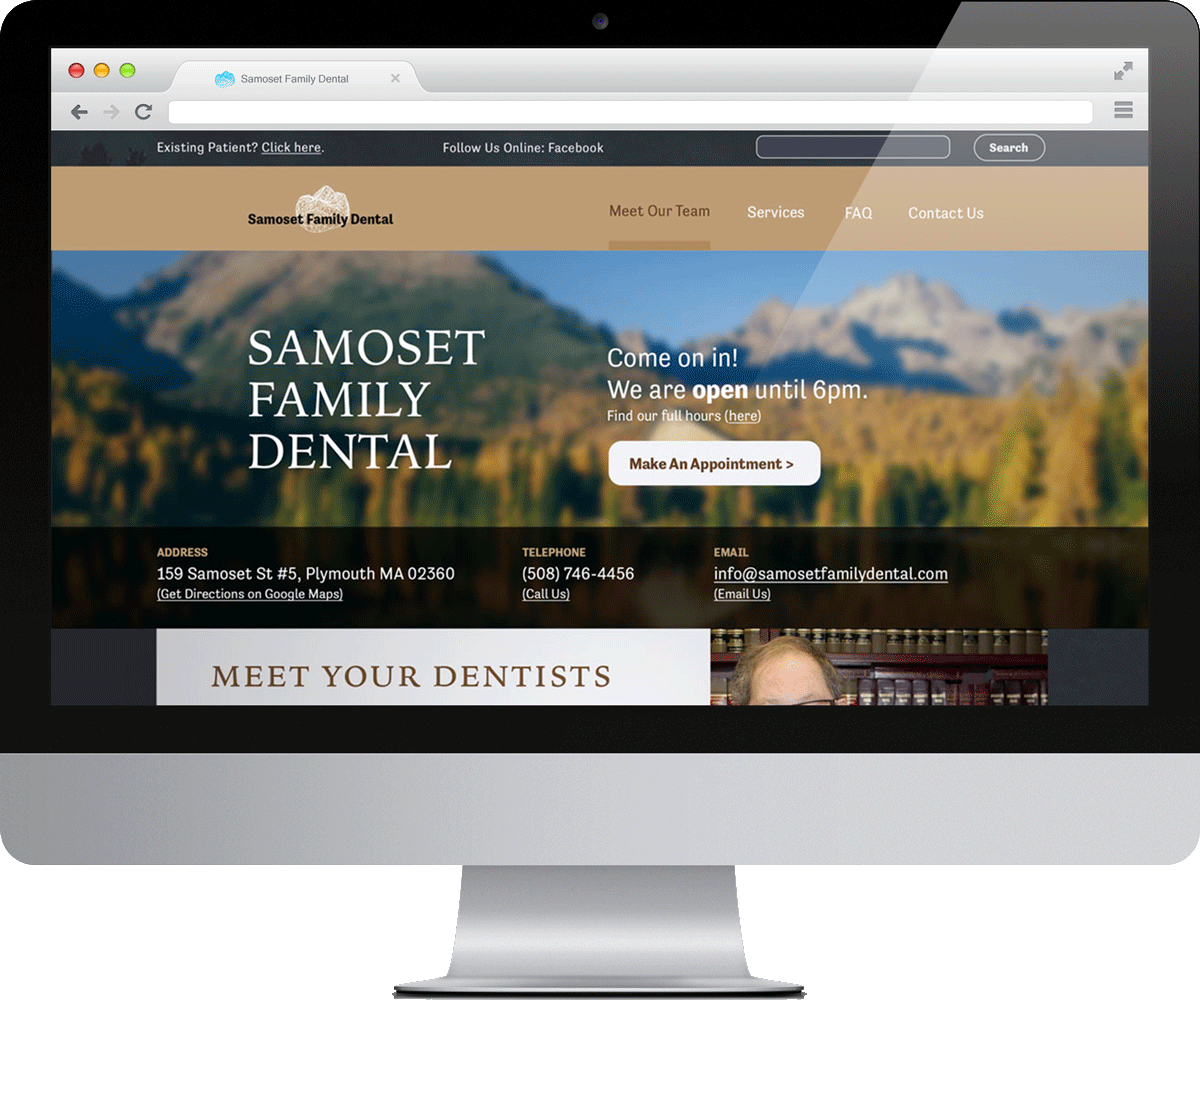 Samoset Family Dental
Existing Patient? Click here.
Follow Us Online: Facebook
Search
Samoset Family Dental
Meet Our Team
Services
FAQ
Contact Us
SAMOSET
FAMILY
DENTAL
Come on in!
We are open until 6pm.
Find our full hours (here)
Make An Appointment >
ADDRESS
159 Samoset St #5, Plymouth MA 02360
(Get Directions on Google Maps)
TELEPHONE
(508) 746-4456
(Call Us)
EMAIL
info@samosetfamilydental.com
(Email Us)
MEET YOUR DENTISTS